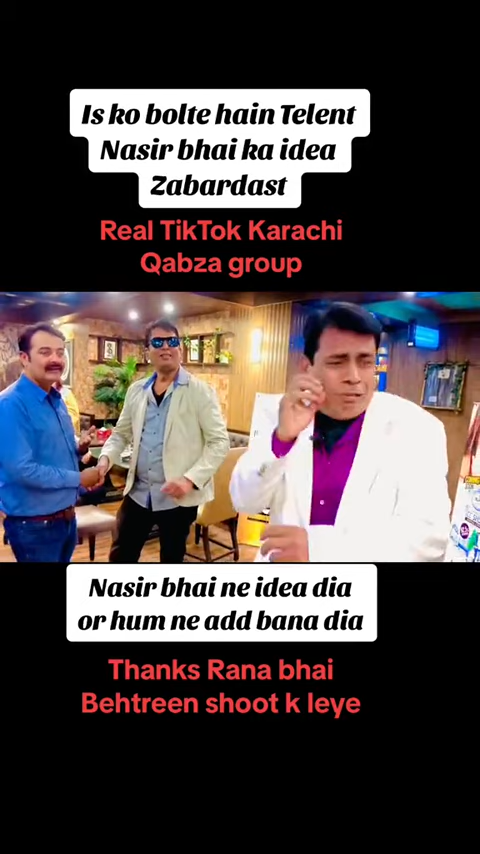 Is ko bolte hain Telent
Nasir bhai ka idea
Zabardast
Real TikTok Karachi
Qabza group
Nasir bhai ne idea dia
or hum ne add bana dia
Thanks Rana bhai
Behtreen shoot k leye